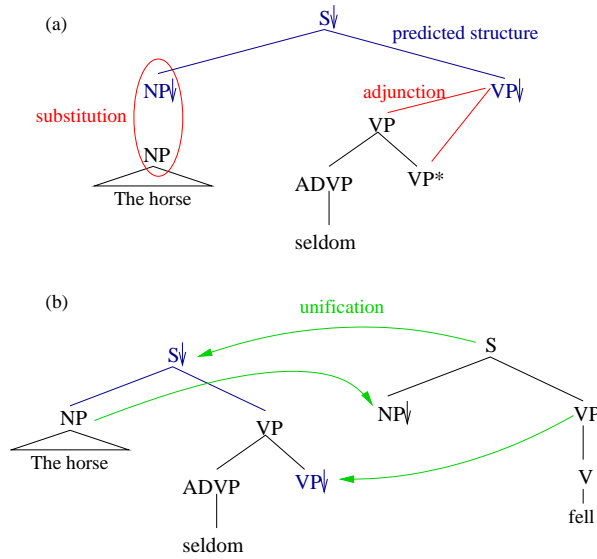 (a)
S↓
predicted structure
NP↓
adjunction
VP↓
substitution
VP
NP
ADVP
VP*
The horse
seldom
(b)
unification
S↓
S
NP
VP
NP↓
VP
The horse
ADVP
VP↓
V
fell
seldom